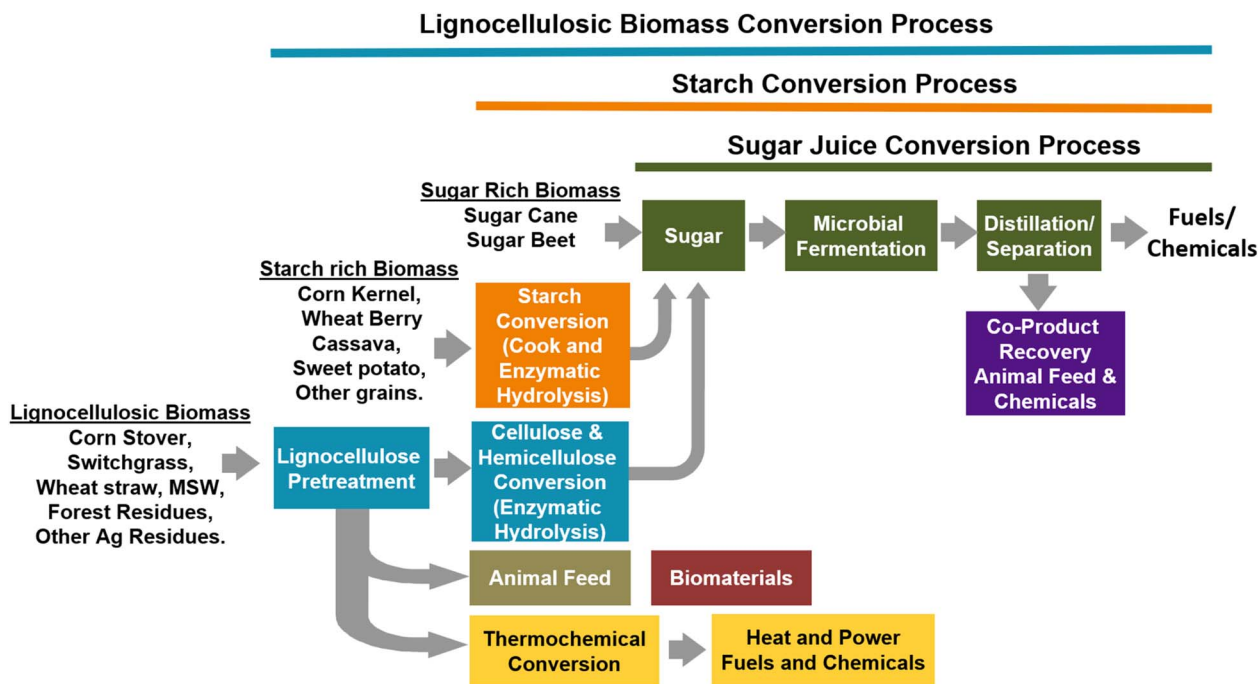 Lignocellulosic Biomass Conversion Process
Starch Conversion Process
Sugar Juice Conversion Process
Sugar Rich Biomass
Sugar Cane
Sugar Beet
Sugar
Microbial
Fermentation
Distillation/
Separation
Fuels/
Chemicals
Starch rich Biomass
Corn Kernel,
Wheat Berry
Cassava,
Sweet potato,
Other grains.
Starch
Conversion
(Cook and
Enzymatic
Hydrolysis)
Co-Product
Recovery
Animal Feed &
Chemicals
Lignocellulosic Biomass
Corn Stover,
Switchgrass,
Wheat straw, MSW,
Forest Residues,
Other Ag Residues.
Lignocellulose
Pretreatment
Cellulose &
Hemicellulose
Conversion
(Enzymatic
Hydrolysis)
Animal Feed
Biomaterials
Thermochemical
Conversion
Heat and Power
Fuels and Chemicals